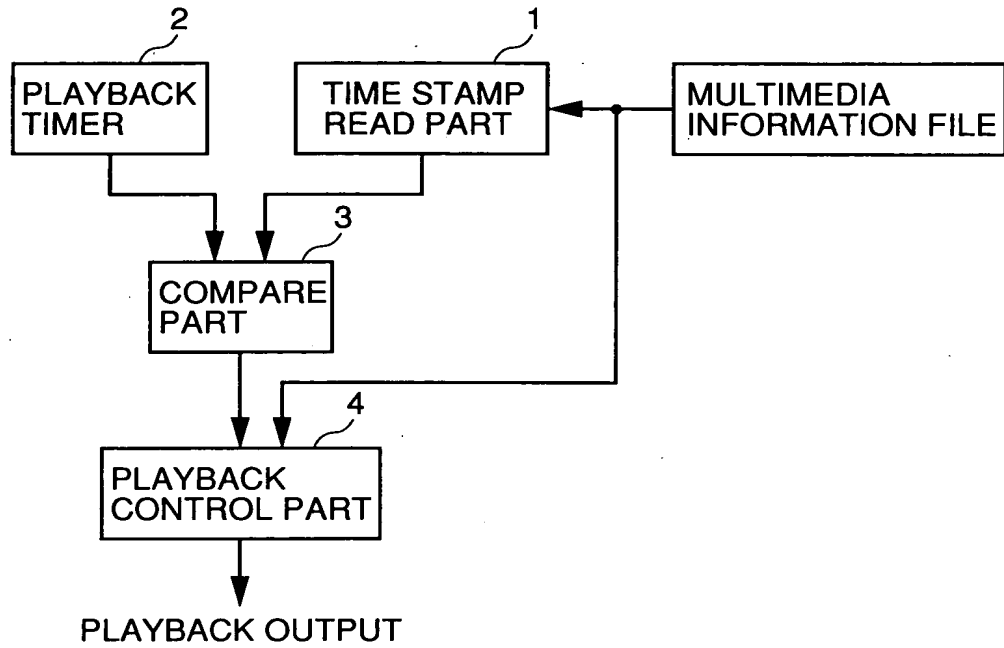 2
1
PLAYBACK
TIMER
TIME STAMP
READ PART
MULTIMEDIA
INFORMATION FILE
3
COMPARE
PART
4
PLAYBACK
CONTROL PART
PLAYBACK OUTPUT